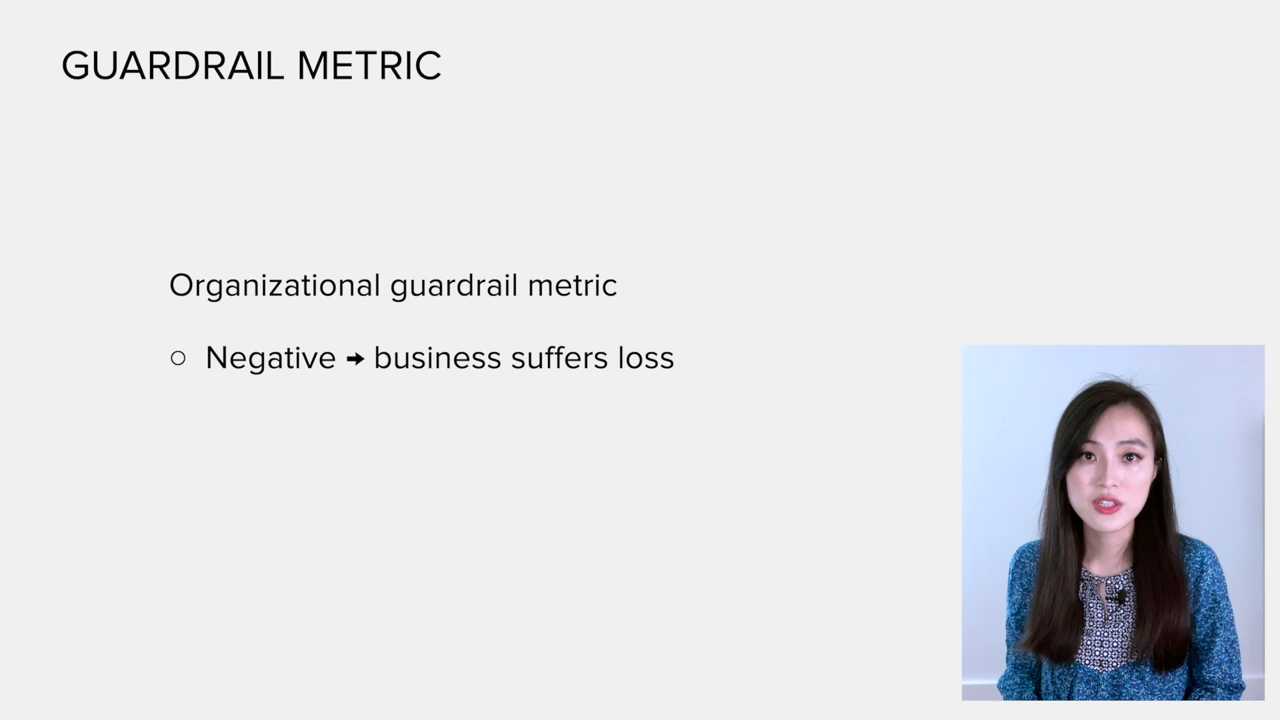 GUARDRAIL METRIC
Organizational guardrail metric
○ Negative → business suffers loss